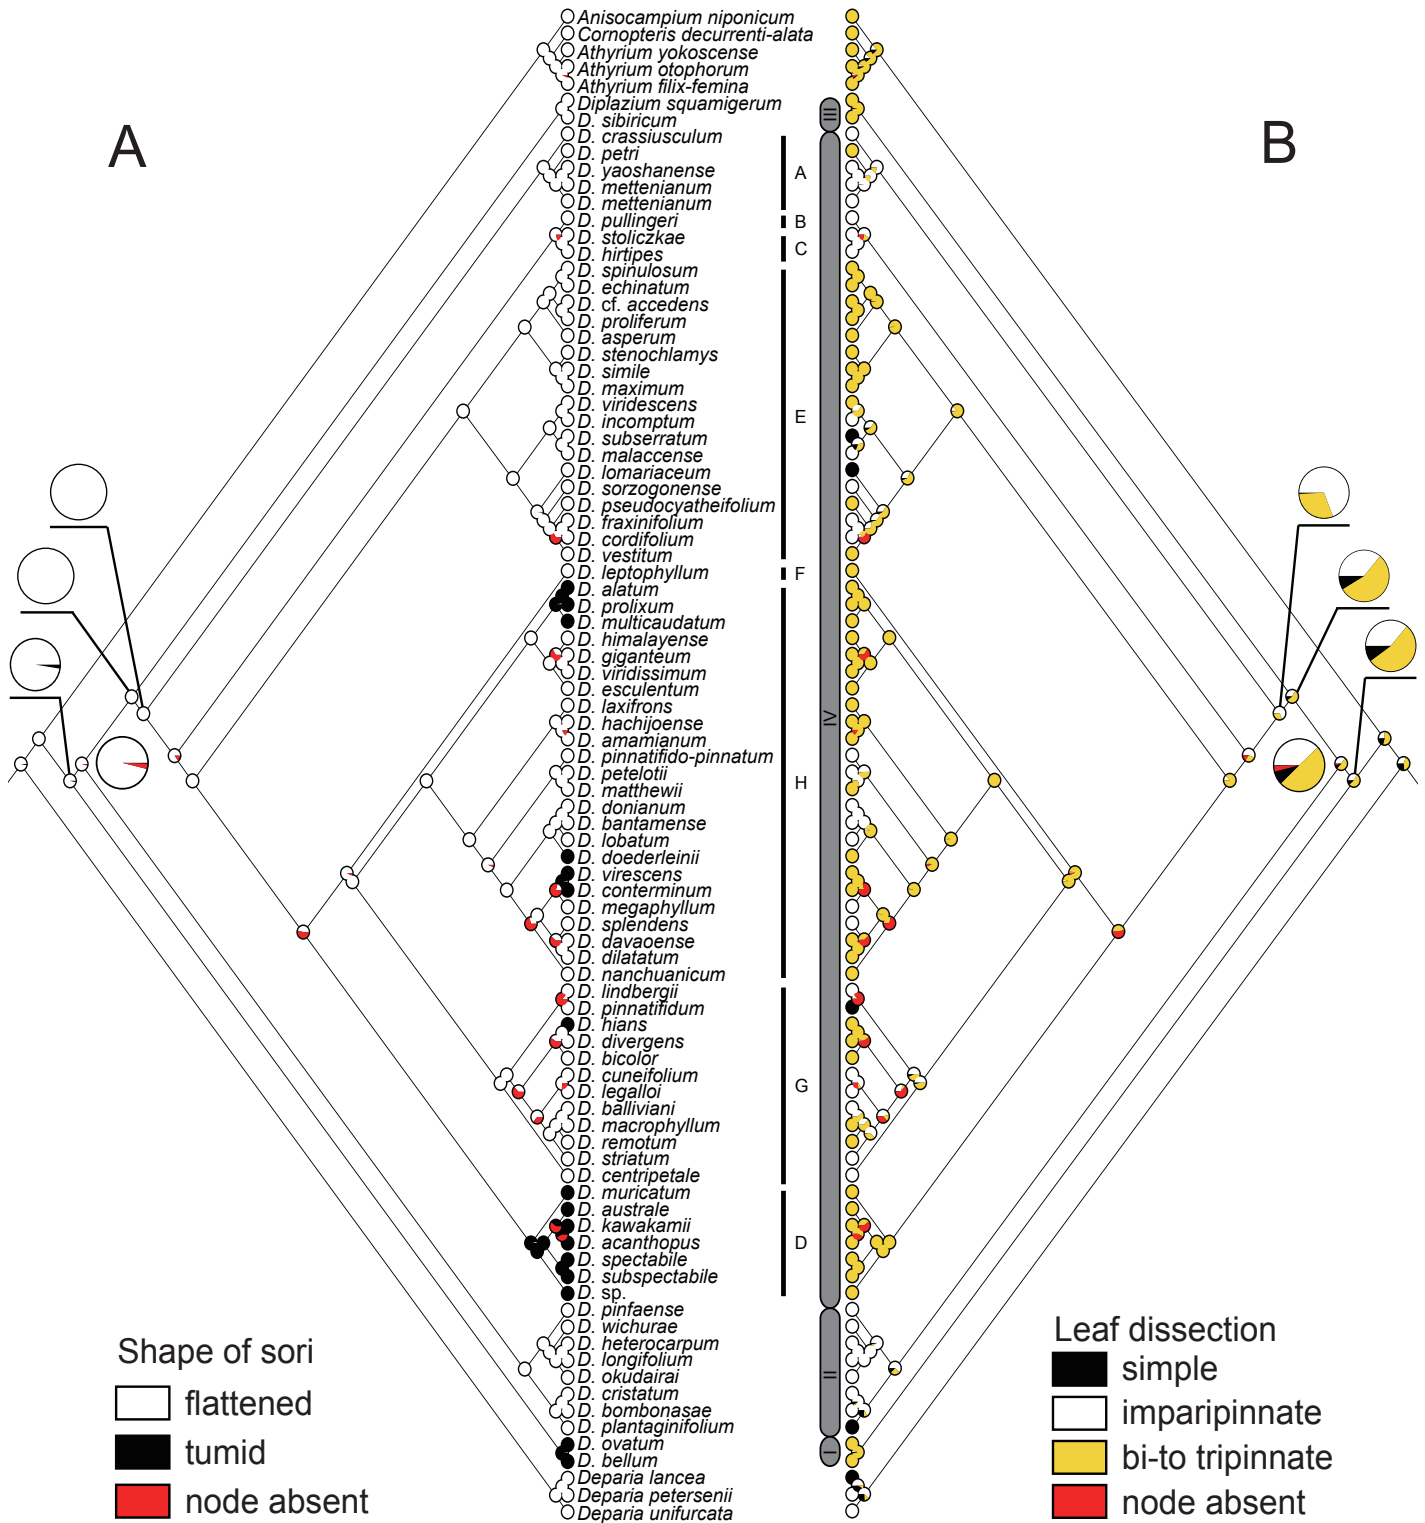 A
B
Anisocampium niponicum
Cornopteris decurrenti-alata
Athyrium yokoscense
Athyrium otophorum
Athyrium filix-femina
Diplazium squamigerum
D. sibiricum
D. crassiusculum
D. petri
D. yaoshanense
D. mettenianum
D. mettenianum
D. pullingeri
D. stoliczkae
D. hirtipes
D. spinulosum
D. echinatum
D. cf. accedens
D. proliferum
D. asperum
D. stenochlamys
D. simile
D. maximum
D. viridescens
D. incomptum
D. subserratum
D. malaccense
D. lomariaceum
D. sorzogonense
D. pseudocyatheifolium
D. fraxinifolium
D. cordifolium
D. vestitum
D. leptophyllum
D. alatum
D. prolixum
D. multicaudatum
D. himalayense
D. giganteum
D. viridissimum
D. esculentum
D. laxifrons
D. hachijoense
D. amamianum
D. pinnatifido-pinnatum
D. petelotii
D. matthewii
D. donianum
D. bantamense
D. lobatum
D. doederleinii
D. virescens
D. conterminum
D. megaphyllum
D. splendens
D. davaoense
D. dilatatum
D. nanchuanicum
D. lindbergii
D. pinnatifidum
D. hians
D. divergens
D. bicolor
D. cuneifolium
D. legalloi
D. balliviani
D. macrophyllum
D. remotum
D. striatum
D. centripetale
D. muricatum
D. australe
D. kawakamii
D. acanthopus
D. spectabile
D. subspectabile
D. sp.
D. pinfaense
D. wichurae
D. heterocarpum
D. longifolium
D. okudairai
D. cristatum
D. bombonasae
D. plantaginifolium
D. ovatum
D. bellum
Deparia lancea
Deparia petersenii
Deparia unifurcata
A
B
C
E
F
H
G
D
III
IV
II
I
Shape of sori
flattened
tumid
node absent
Leaf dissection
simple
imparipinnate
bi-to tripinnate
node absent